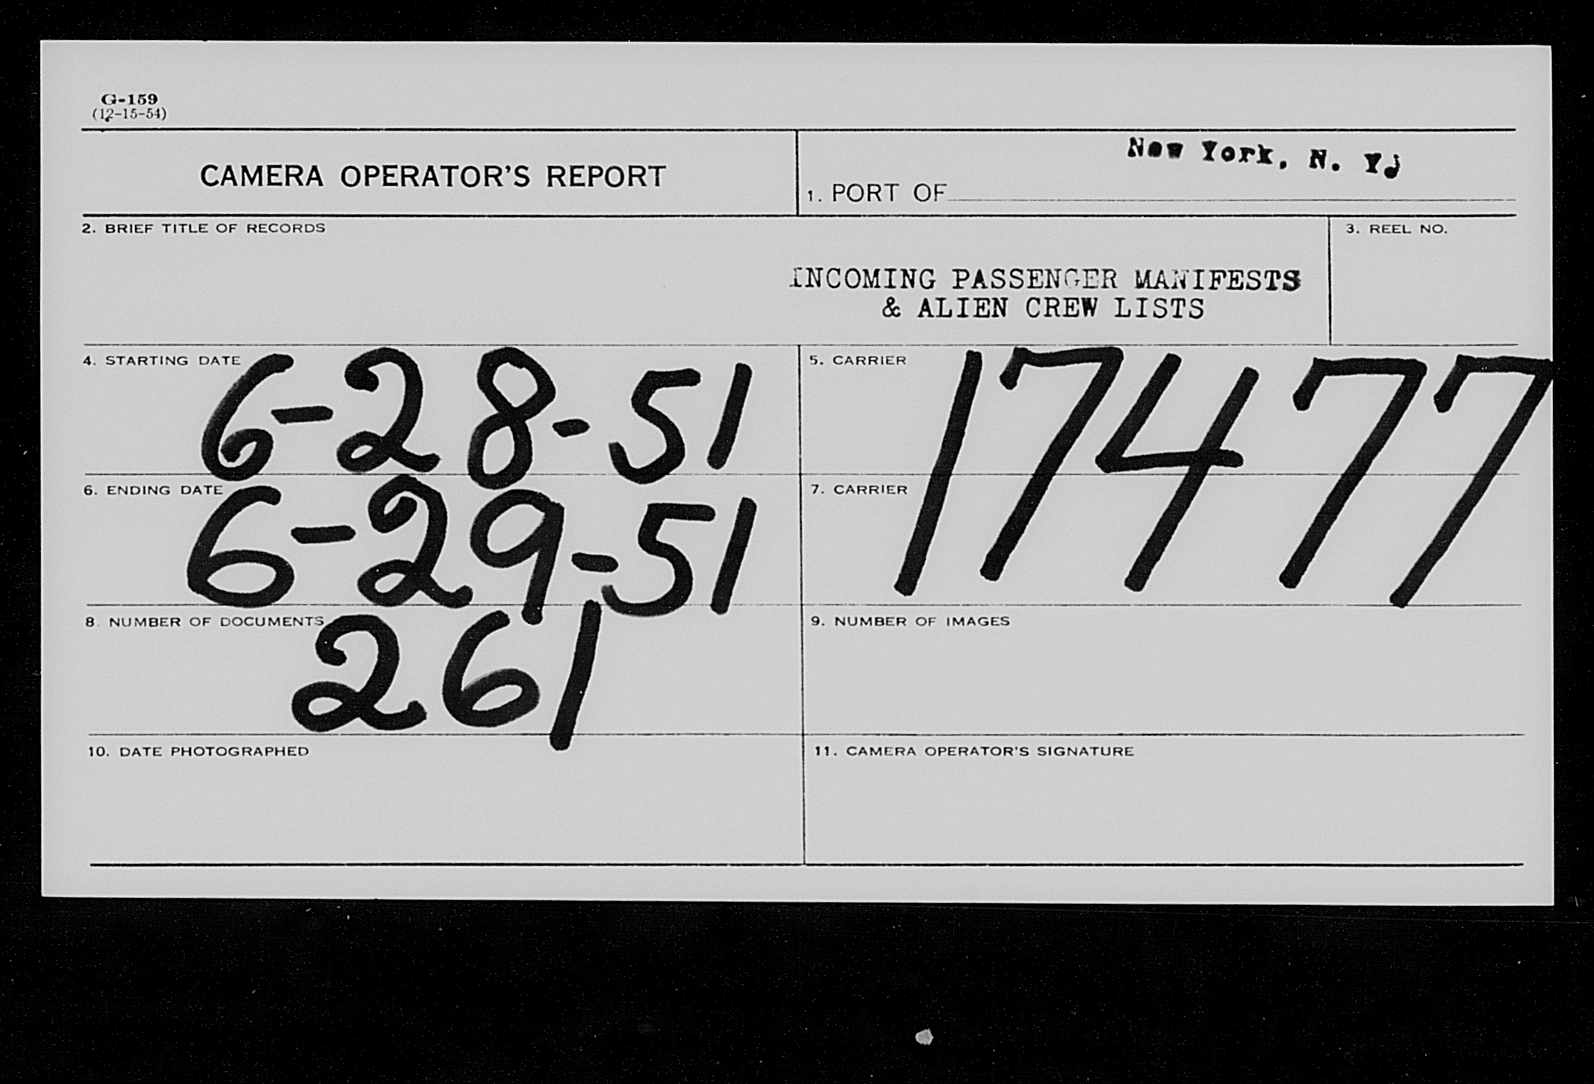 G-159
(12-15-54)
CAMERA OPERATOR'S REPORT
1. PORT OF New York, N. Y.
2. BRIEF TITLE OF RECORDS
INCOMING PASSENGER MANIFESTS
& ALIEN CREW LISTS
3. REEL NO.
4. STARTING DATE
6-28-51
5. CARRIER
17477
6. ENDING DATE
6-29-51
7. CARRIER
8. NUMBER OF DOCUMENTS
261
9. NUMBER OF IMAGES
10. DATE PHOTOGRAPHED
11. CAMERA OPERATOR'S SIGNATURE